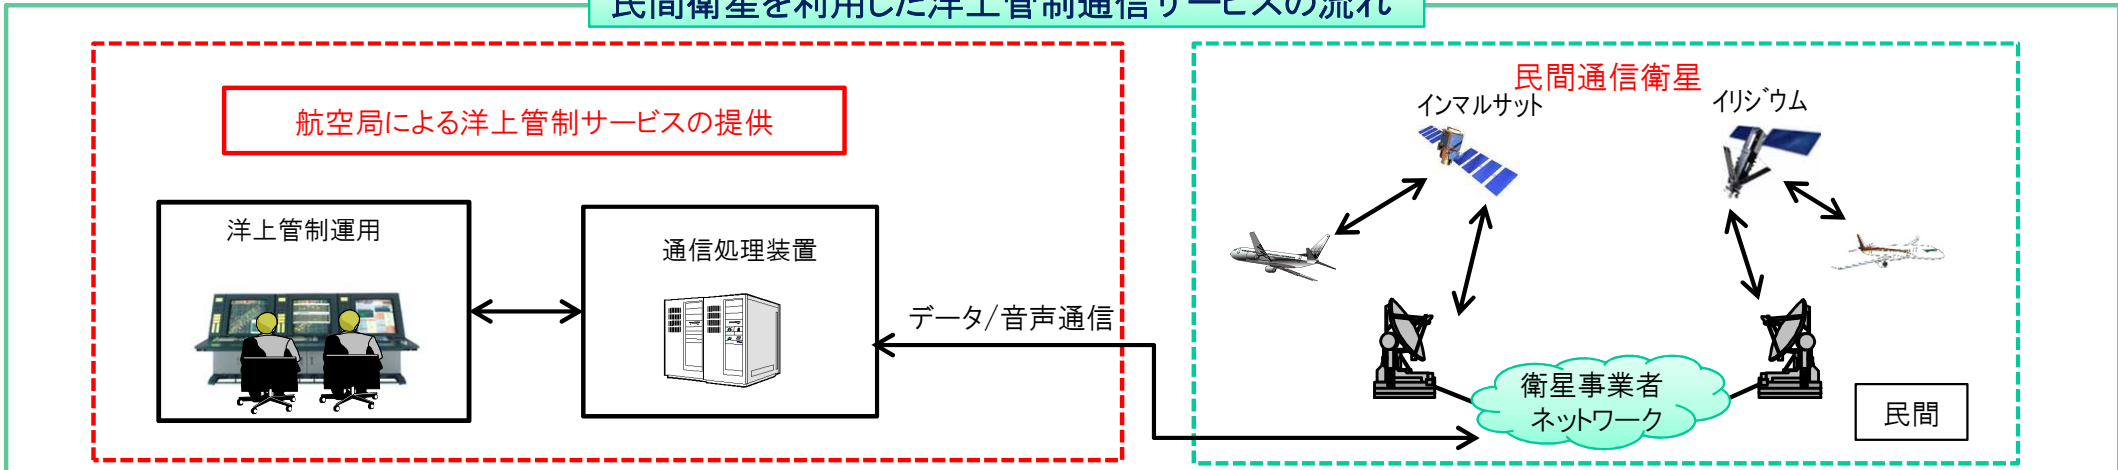 民間衛星を利用した洋上管制通信サービスの流れ
航空局による洋上管制サービスの提供
洋上管制運用
通信処理装置
データ/音声通信
民間通信衛星
インマルサット
イリジウム
衛星事業者
ネットワーク
民間